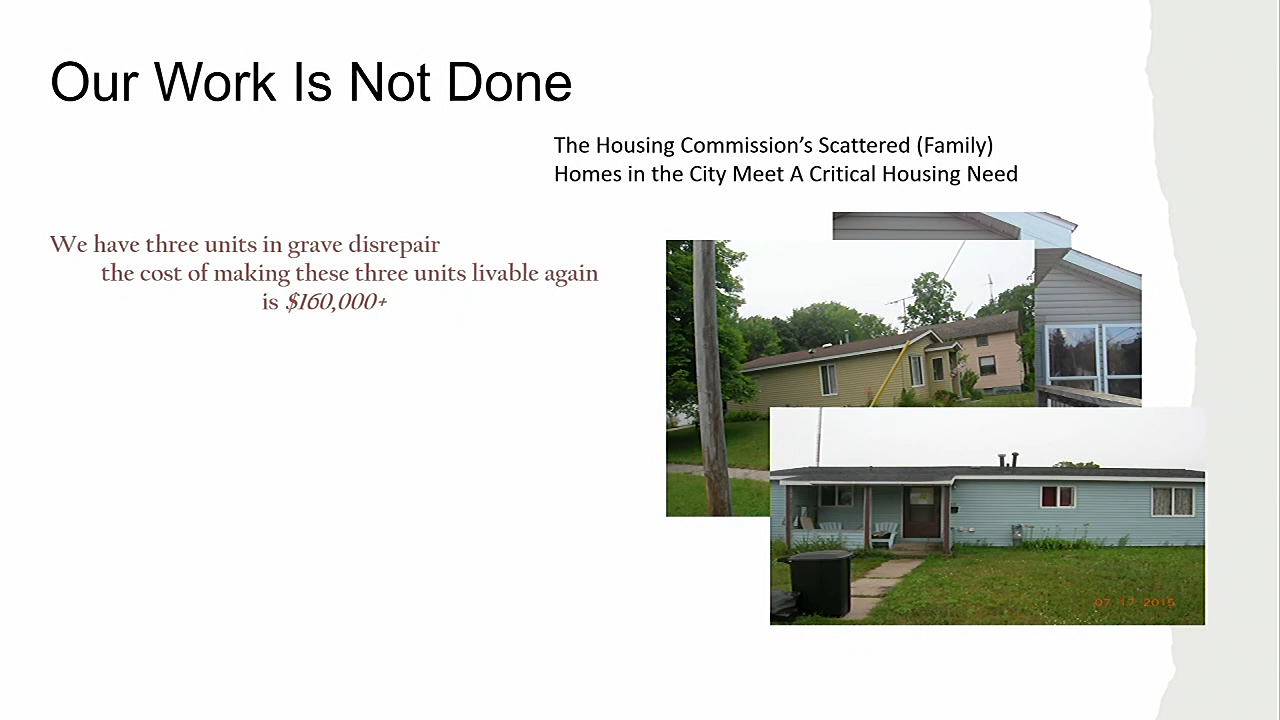 Our Work Is Not Done
The Housing Commission's Scattered (Family)
Homes in the City Meet A Critical Housing Need
We have three units in grave disrepair
the cost of making these three units livable again
is $160,000+
07 17 2015